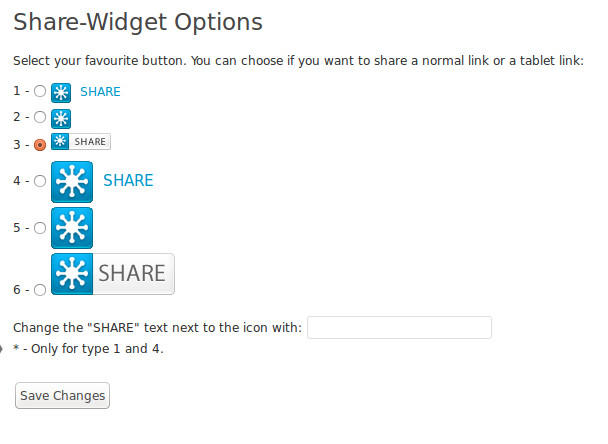 Share-Widget Options
Select your favourite button. You can choose if you want to share a normal link or a tablet link:
1 - SHARE
2 -
3 - SHARE
4 - SHARE
5 -
6 - SHARE
Change the "SHARE" text next to the icon with:
* - Only for type 1 and 4.
Save Changes